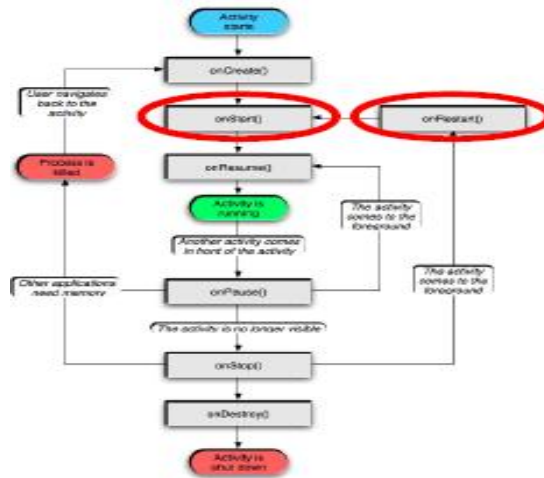 Activity
starts
onCreate()
User navigates
back to the
activity
onStart()
onRestart()
onResume()
Process is
killed
Activity is
running
The activity
comes to the
foreground
Another activity comes
in front of the activity
The activity
comes to the
foreground
Other applications
need memory
onPause()
The activity is no longer visible
onStop()
onDestroy()
Activity is
shut down